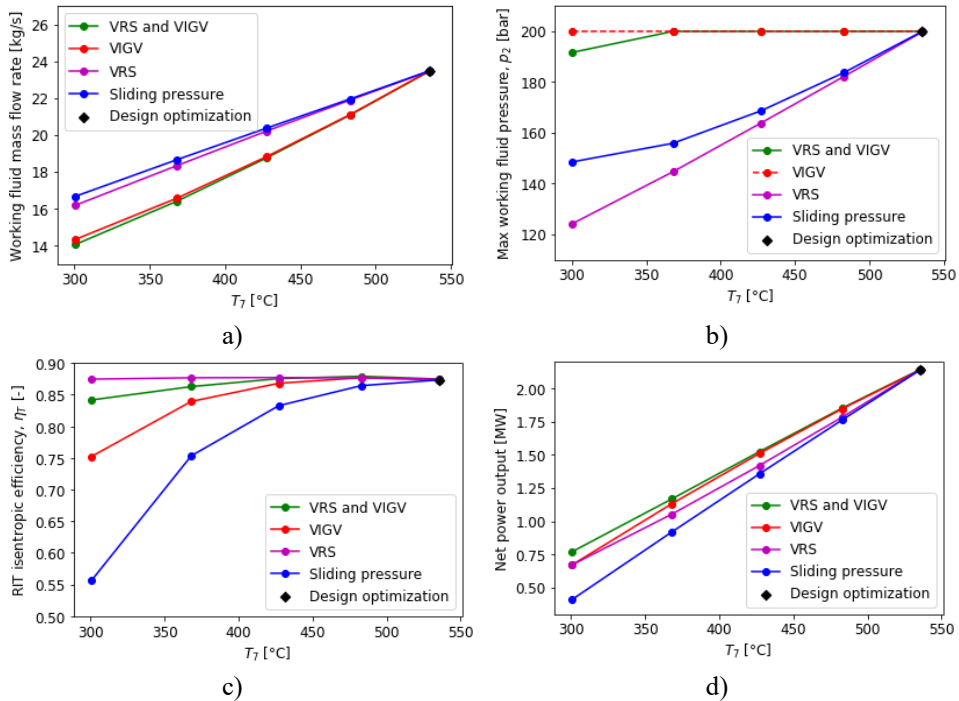 Working fluid mass flow rate [kg/s]
26
24
22
20
18
16
14
VRS and VIGV
VIGV
VRS
Sliding pressure
Design optimization
300
350
400
450
500
550
T7 [°C]
a)
Max working fluid pressure, p2 [bar]
200
180
160
140
120
VRS and VIGV
VIGV
VRS
Sliding pressure
Design optimization
300
350
400
450
500
550
T7 [°C]
b)
RIT isentropic efficiency, ηT [-]
0.90
0.85
0.80
0.75
0.70
0.65
0.60
0.55
0.50
VRS and VIGV
VIGV
VRS
Sliding pressure
Design optimization
300
350
400
450
500
550
T7 [°C]
c)
Net power output [MW]
2.00
1.75
1.50
1.25
1.00
0.75
0.50
VRS and VIGV
VIGV
VRS
Sliding pressure
Design optimization
300
350
400
450
500
550
T7 [°C]
d)